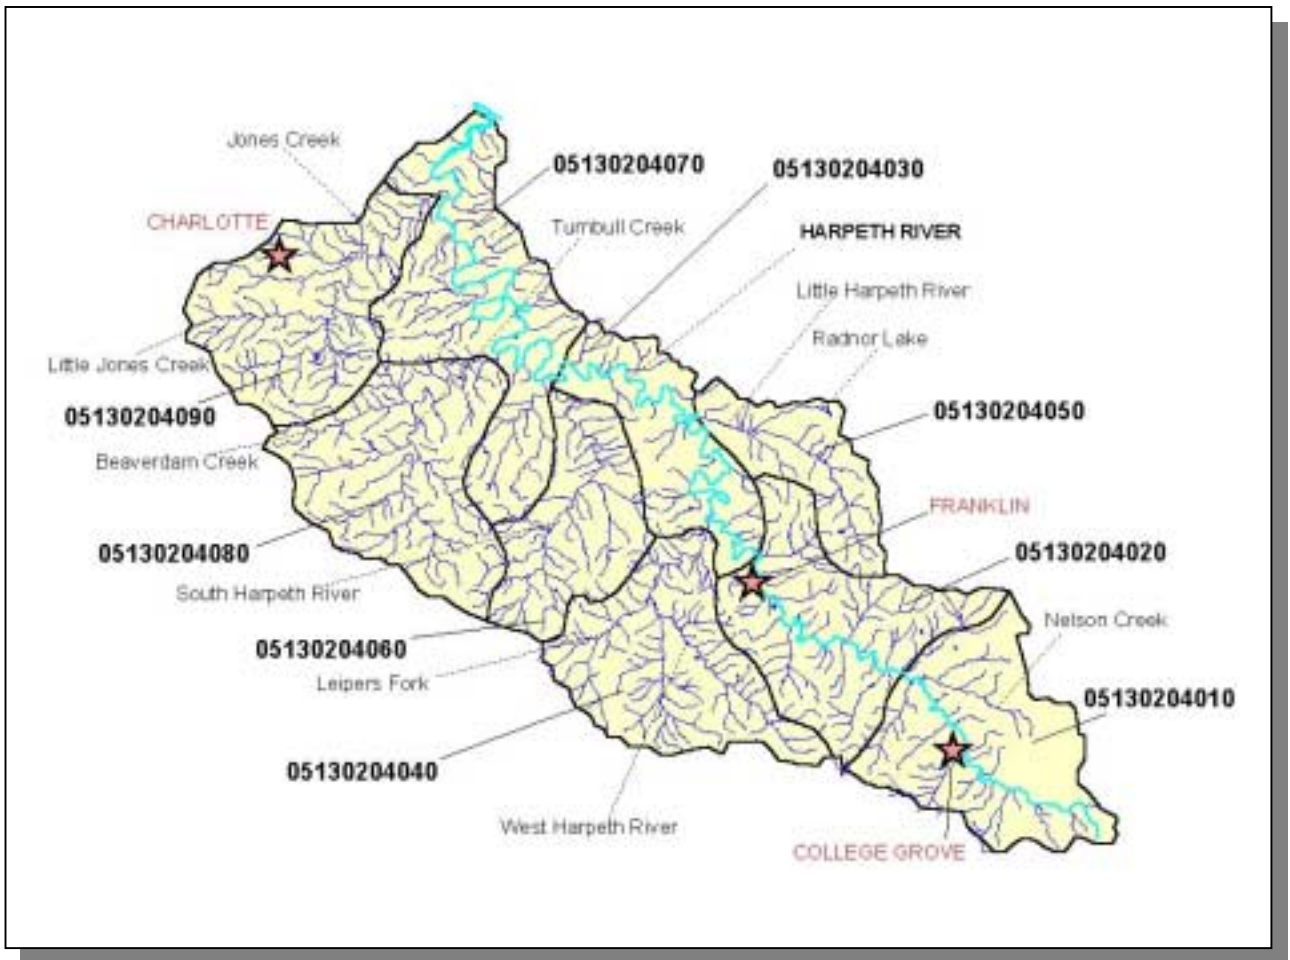 Jones Creek
05130204070
05130204030
CHARLOTTE
Turnbull Creek
HARPETH RIVER
Little Harpeth River
Radnor Lake
Little Jones Creek
05130204090
05130204050
Beaverdam Creek
FRANKLIN
05130204080
05130204020
South Harpeth River
Nelson Creek
05130204060
Leipers Fork
05130204010
05130204040
West Harpeth River
COLLEGE GROVE